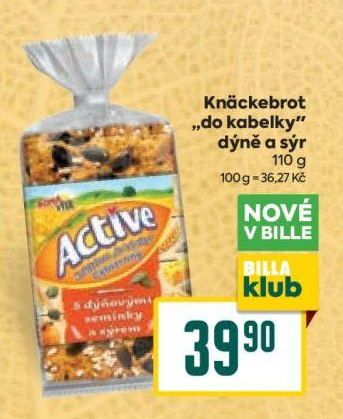 Knäckebrot
„do kabelky"
dýně a sýr
110 g
100 g = 36,27 Kč
NOVÉ
V BILLE
BILLA
klub
39 90
Active
S dýňovými
semínky
a sýrem